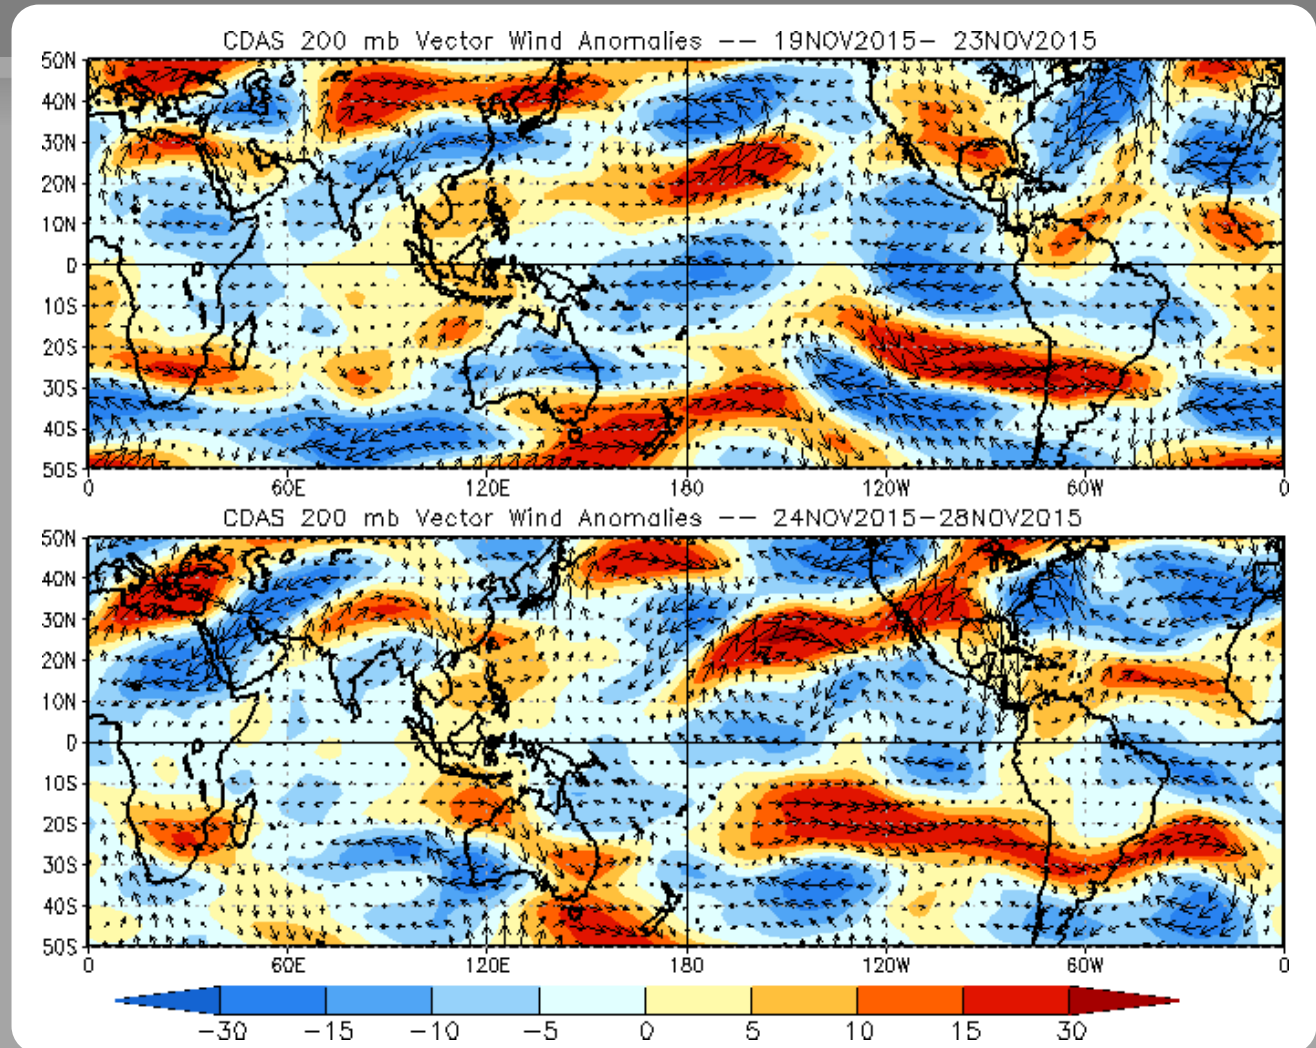 CDAS 200 mb Vector Wind Anomalies -- 19NOV2015- 23NOV2015
50N
40N
30N
20N
10N
0
10S
20S
30S
40S
50S
0 60E 120E 180 120W 60W 0
CDAS 200 mb Vector Wind Anomalies -- 24NOV2015-28NOV2015
50N
40N
30N
20N
10N
0
10S
20S
30S
40S
50S
0 60E 120E 180 120W 60W 0
-30 -15 -10 -5 0 5 10 15 30